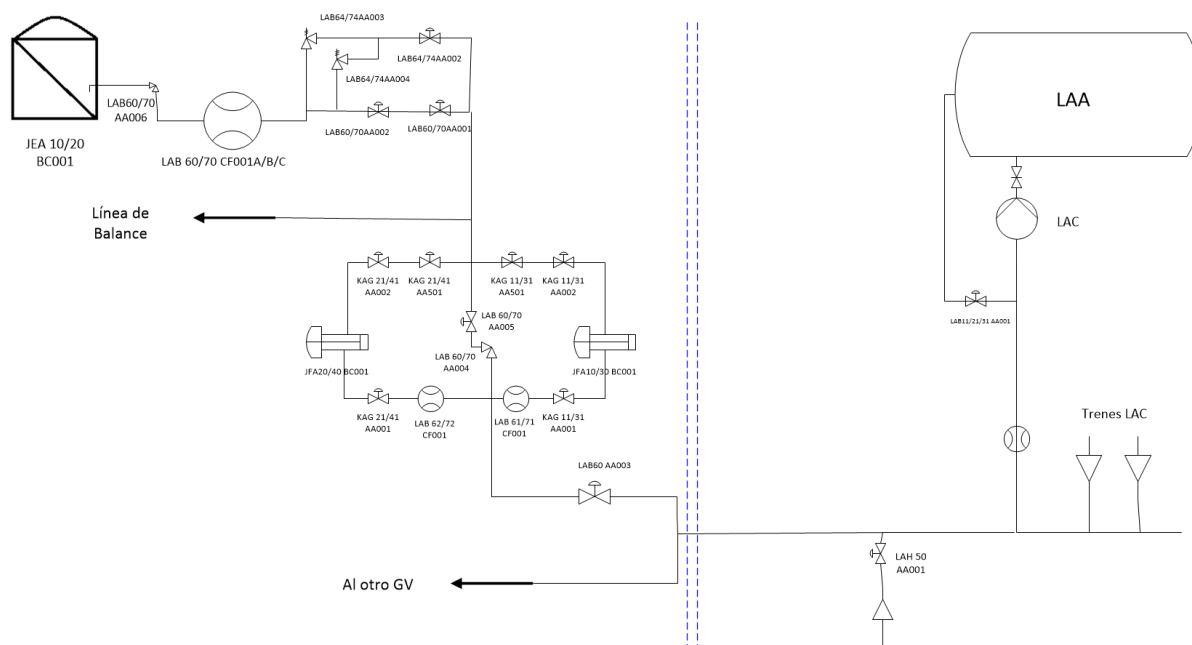 LAB64/74AA003
LAB64/74AA002
LAB64/74AA004
LAB60/70
AA006
LAB60/70AA002
LAB60/70AA001
JEA 10/20
BC001
LAB 60/70 CF001A/B/C
LAA
LAC
Línea de
Balance
KAG 21/41
AA002
KAG 21/41
AA501
KAG 11/31
AA501
KAG 11/31
AA002
LAB 60/70
AA005
LAB11/21/31 AA001
LAB 60/70
AA004
JFA20/40 BC001
JFA10/30 BC001
KAG 21/41
AA001
LAB 62/72
CF001
LAB 61/71
CF001
KAG 11/31
AA001
Trenes LAC
LAB60 AA003
LAH 50
AA001
Al otro GV